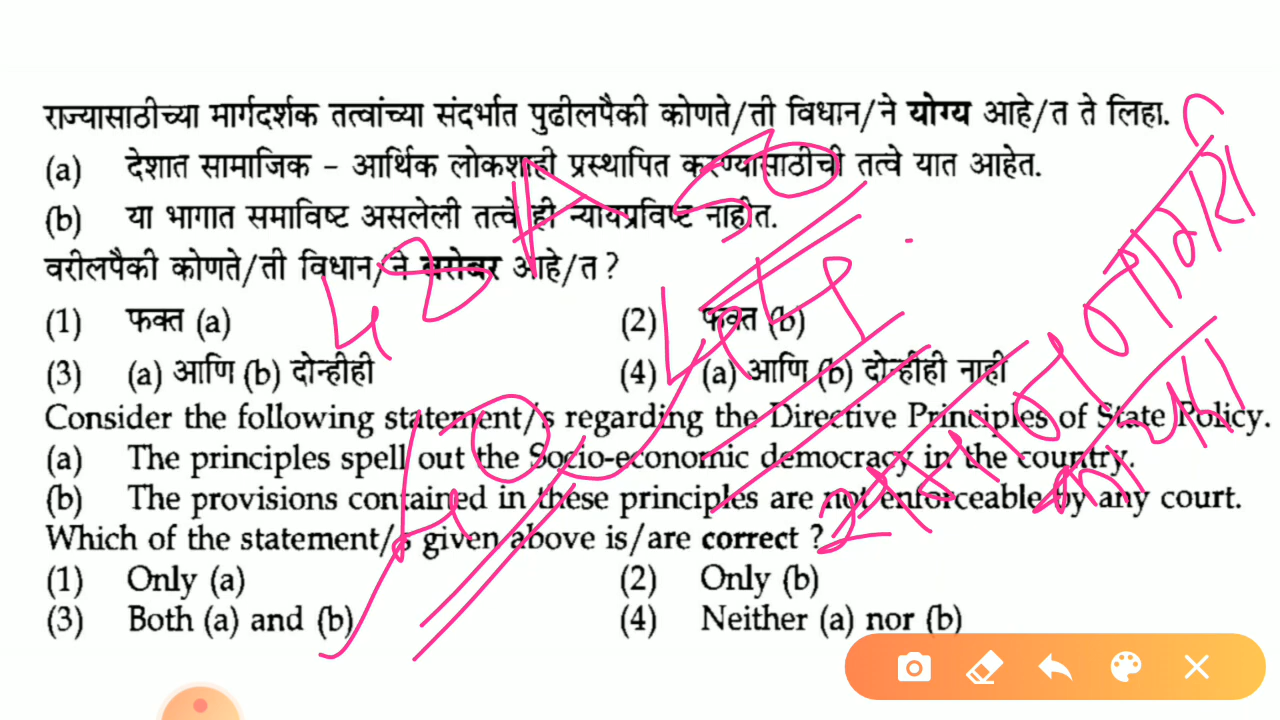 राज्यासाठीच्या मार्गदर्शक तत्वांच्या संदर्भात पुढीलपैकी कोणते/ती विधान/ने योग्य आहे/त ते लिहा.
(a) देशात सामाजिक – आर्थिक लोकशाही प्रस्थापित करण्यासाठीची तत्वे यात आहेत.
(b) या भागात समाविष्ट असलेली तत्वे ही न्यायप्रविष्ट नाहीत.
वरीलपैकी कोणते/ती विधान/ने बरोबर आहे/त ?
(1) फक्त (a) (2) फक्त (b)
(3) (a) आणि (b) दोन्हीही (4) (a) आणि (b) दोन्हीही नाही
Consider the following statement/s regarding the Directive Principles of State Policy.
(a) The principles spell out the Socio-economic democracy in the country.
(b) The provisions contained in these principles are not enforceable by any court.
Which of the statement/s given above is/are correct ?
(1) Only (a) (2) Only (b)
(3) Both (a) and (b) (4) Neither (a) nor (b)